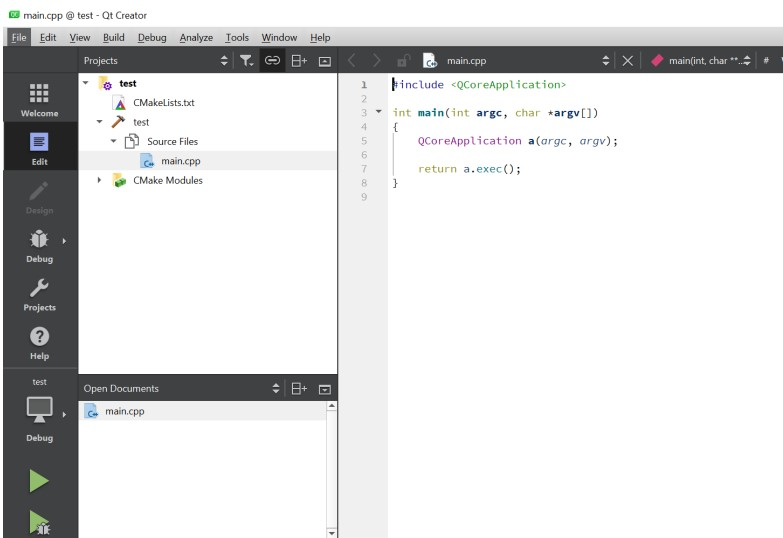 main.cpp @ test - Qt Creator
File Edit View Build Debug Analyze Tools Window Help
Projects
main.cpp
main(int, char **...
#
Welcome
Edit
Design
Debug
Projects
Help
test
Debug
test
CMakeLists.txt
test
Source Files
main.cpp
CMake Modules
Open Documents
main.cpp
1 #include <QCoreApplication>
2
3 int main(int argc, char *argv[])
4 {
5 QCoreApplication a(argc, argv);
6
7 return a.exec();
8 }
9